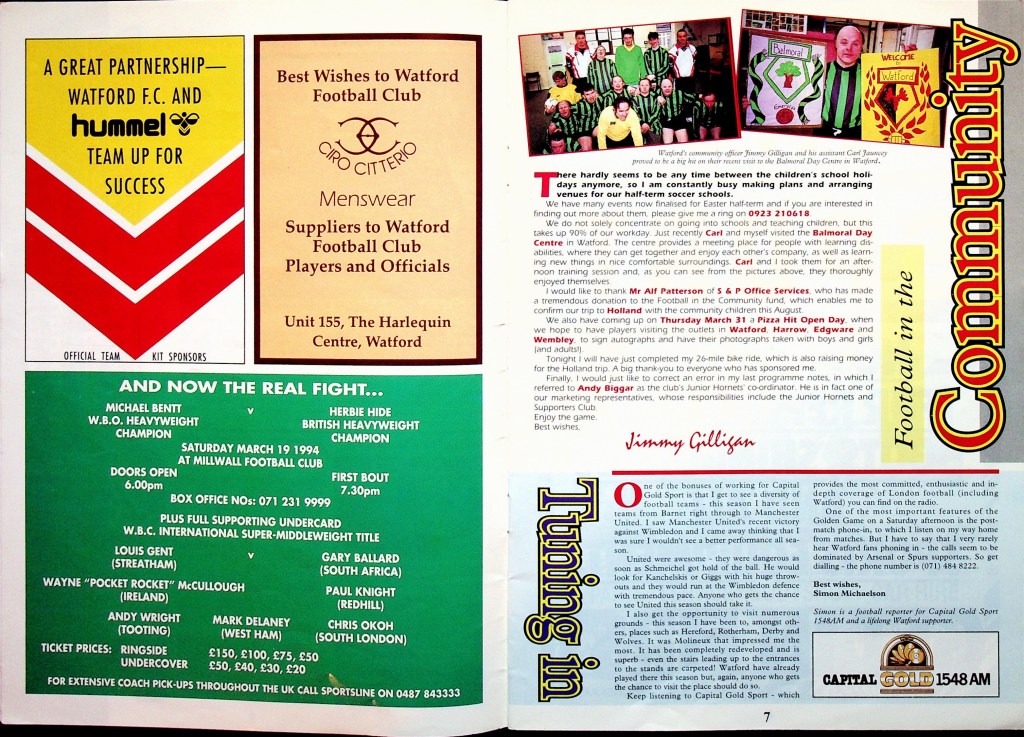 A GREAT PARTNERSHIP—
WATFORD F.C. AND
hummel
TEAM UP FOR
SUCCESS
OFFICIAL TEAM KIT SPONSORS
Best Wishes to Watford
Football Club
CIRO CITTERIO
Menswear
Suppliers to Watford
Football Club
Players and Officials
Unit 155, The Harlequin
Centre, Watford
AND NOW THE REAL FIGHT...
MICHAEL BENTT v HERBIE HIDE
W.B.O. HEAVYWEIGHT BRITISH HEAVYWEIGHT
CHAMPION CHAMPION
SATURDAY MARCH 19 1994
AT MILLWALL FOOTBALL CLUB
DOORS OPEN FIRST BOUT
6.00pm 7.30pm
BOX OFFICE NOs: 071 231 9999
PLUS FULL SUPPORTING UNDERCARD
W.B.C. INTERNATIONAL SUPER-MIDDLEWEIGHT TITLE
LOUIS GENT v GARY BALLARD
(STREATHAM) (SOUTH AFRICA)
WAYNE "POCKET ROCKET" McCULLOUGH PAUL KNIGHT
(IRELAND) (REDHILL)
ANDY WRIGHT MARK DELANEY CHRIS OKOH
(TOOTING) (WEST HAM) (SOUTH LONDON)
TICKET PRICES: RINGSIDE £150, £100, £75, £50
UNDERCOVER £50, £40, £30, £20
FOR EXTENSIVE COACH PICK-UPS THROUGHOUT THE UK CALL SPORTSLINE ON 0487 843333
Balmoral
WELCOME
TO
Watford
Watford's community officer Jimmy Gilligan and his assistant Carl Jauncey
proved to be a big hit on their recent visit to the Balmoral Day Centre in Watford.
Football in the
Community
There hardly seems to be any time between the children's school holi-
days anymore, so I am constantly busy making plans and arranging
venues for our half-term soccer schools.
We have many events now finalised for Easter half-term and if you are interested in
finding out more about them, please give me a ring on 0923 210618.
We do not solely concentrate on going into schools and teaching children, but this
takes up 90% of our workday. Just recently Carl and myself visited the Balmoral Day
Centre in Watford. The centre provides a meeting place for people with learning dis-
abilities, where they can get together and enjoy each other's company, as well as learn-
ing new things in nice comfortable surroundings. Carl and I took them for an after-
noon training session and, as you can see from the pictures above, they thoroughly
enjoyed themselves.
I would like to thank Mr Alf Patterson of S & P Office Services, who has made
a tremendous donation to the Football in the Community fund, which enables me to
confirm our trip to Holland with the community children this August.
We also have coming up on Thursday March 31 a Pizza Hit Open Day, when
we hope to have players visiting the outlets in Watford, Harrow, Edgware and
Wembley, to sign autographs and have their photographs taken with boys and girls
(and adults!).
Tonight I will have just completed my 26-mile bike ride, which is also raising money
for the Holland trip. A big thank-you to everyone who has sponsored me.
Finally, I would just like to correct an error in my last programme notes, in which I
referred to Andy Biggar as the club's Junior Hornets' co-ordinator. He is in fact one of
our marketing representatives, whose responsibilities include the Junior Hornets and
Supporters Club.
Enjoy the game.
Best wishes,
Jimmy Gilligan
Tuning in
One of the bonuses of working for Capital
Gold Sport is that I get to see a diversity of
football teams - this season I have seen
teams from Barnet right through to Manchester
United. I saw Manchester United's recent victory
against Wimbledon and I came away thinking that I
was sure I wouldn't see a better performance all sea-
son.
United were awesome - they were dangerous as
soon as Schmeichel got hold of the ball. He would
look for Kanchelskis or Giggs with his huge throw-
outs and they would run at the Wimbledon defence
with tremendous pace. Anyone who gets the chance
to see United this season should take it.
I also get the opportunity to visit numerous
grounds - this season I have been to, amongst oth-
ers, places such as Hereford, Rotherham, Derby and
Wolves. It was Molineux that impressed me the
most. It has been completely redeveloped and is
superb - even the stairs leading up to the entrances
to the stands are carpeted! Watford have already
played there this season but, again, anyone who gets
the chance to visit the place should do so.
Keep listening to Capital Gold Sport - which
provides the most committed, enthusiastic and in-
depth coverage of London football (including
Watford) you can find on the radio.
One of the most important features of the
Golden Game on a Saturday afternoon is the post-
match phone-in, to which I listen on my way home
from matches. But I have to say that I very rarely
hear Watford fans phoning in - the calls seem to be
dominated by Arsenal or Spurs supporters. So get
dialling - the phone number is (071) 484 8222.
Best wishes,
Simon Michaelson
Simon is a football reporter for Capital Gold Sport
1548AM and a lifelong Watford supporter.
CAPITAL GOLD 1548 AM
7